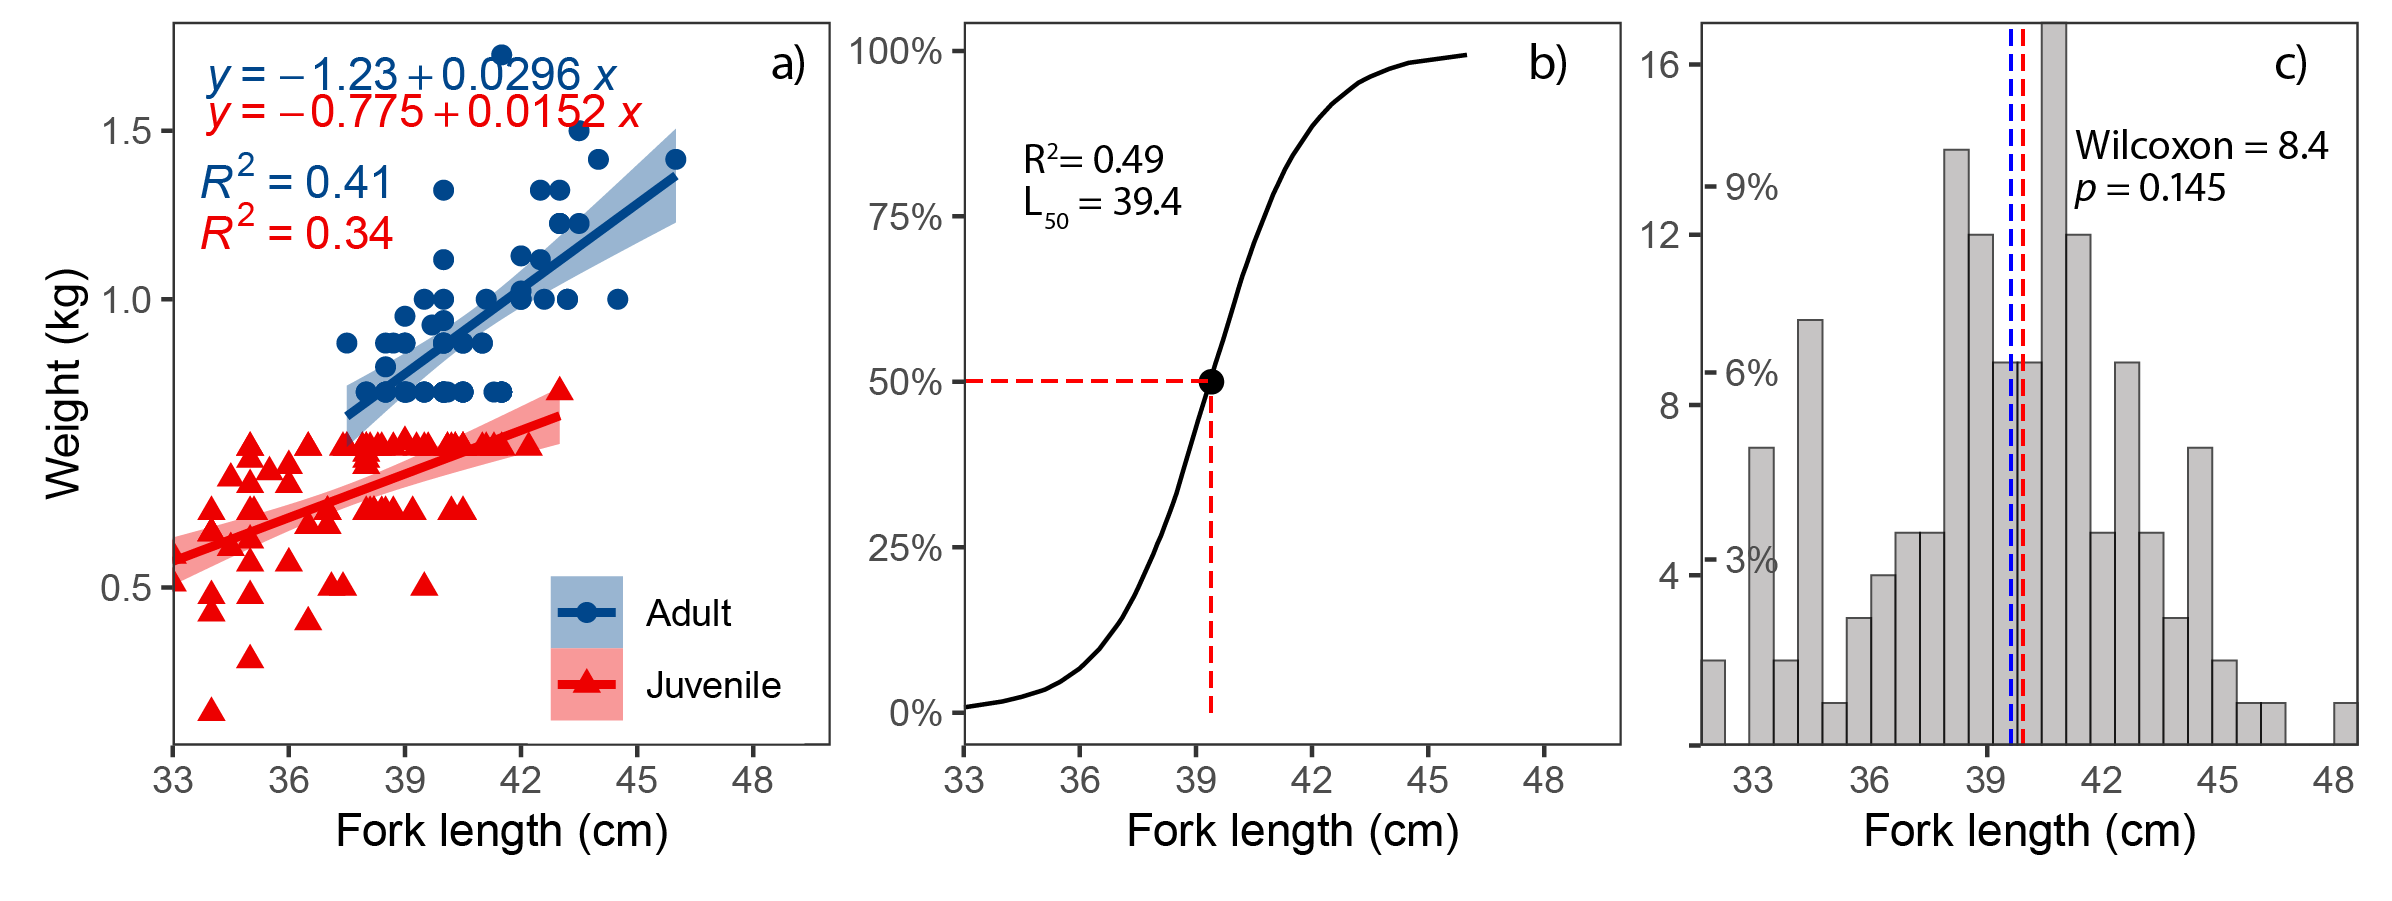 a)
y = −1.23 + 0.0296 x
y = −0.775 + 0.0152 x
R² = 0.41
R² = 0.34
1.5
1.0
0.5
Weight (kg)
Adult
Juvenile
33 36 39 42 45 48
Fork length (cm)
b)
100%
75%
50%
25%
0%
R²= 0.49
L₅₀ = 39.4
33 36 39 42 45 48
Fork length (cm)
c)
16
12
8
4
9%
6%
3%
Wilcoxon = 8.4
p = 0.145
33 36 39 42 45 48
Fork length (cm)